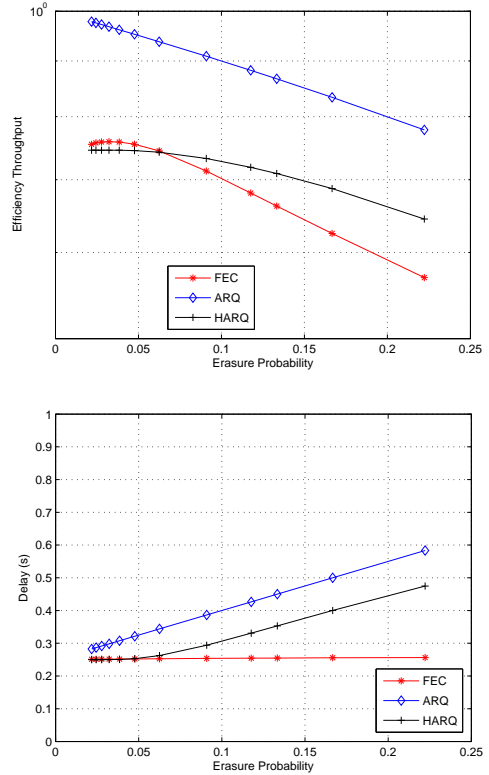 10^0
Efficiency Throughput
FEC
ARQ
HARQ
0 0.05 0.1 0.15 0.2 0.25
Erasure Probability
1
0.9
0.8
0.7
0.6
0.5
0.4
0.3
0.2
0.1
0
Delay (s)
FEC
ARQ
HARQ
0 0.05 0.1 0.15 0.2 0.25
Erasure Probability